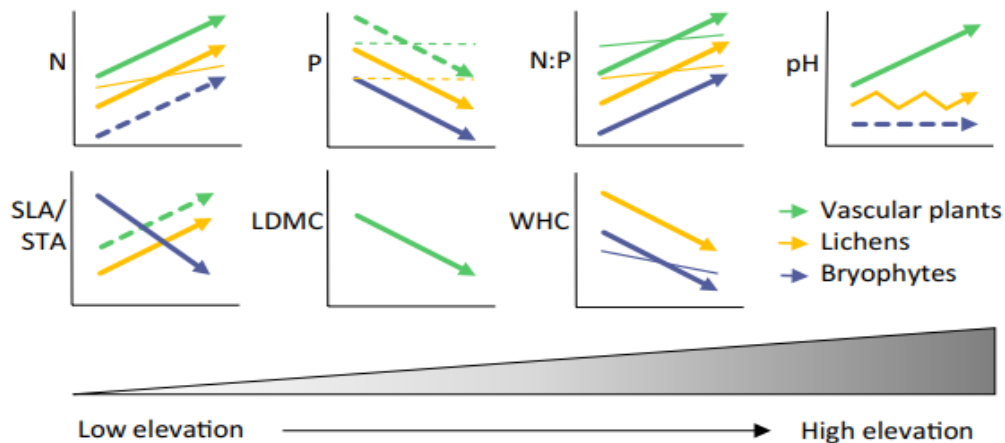 N
P
N:P
pH
SLA/
STA
LDMC
WHC
Vascular plants
Lichens
Bryophytes
Low elevation
High elevation